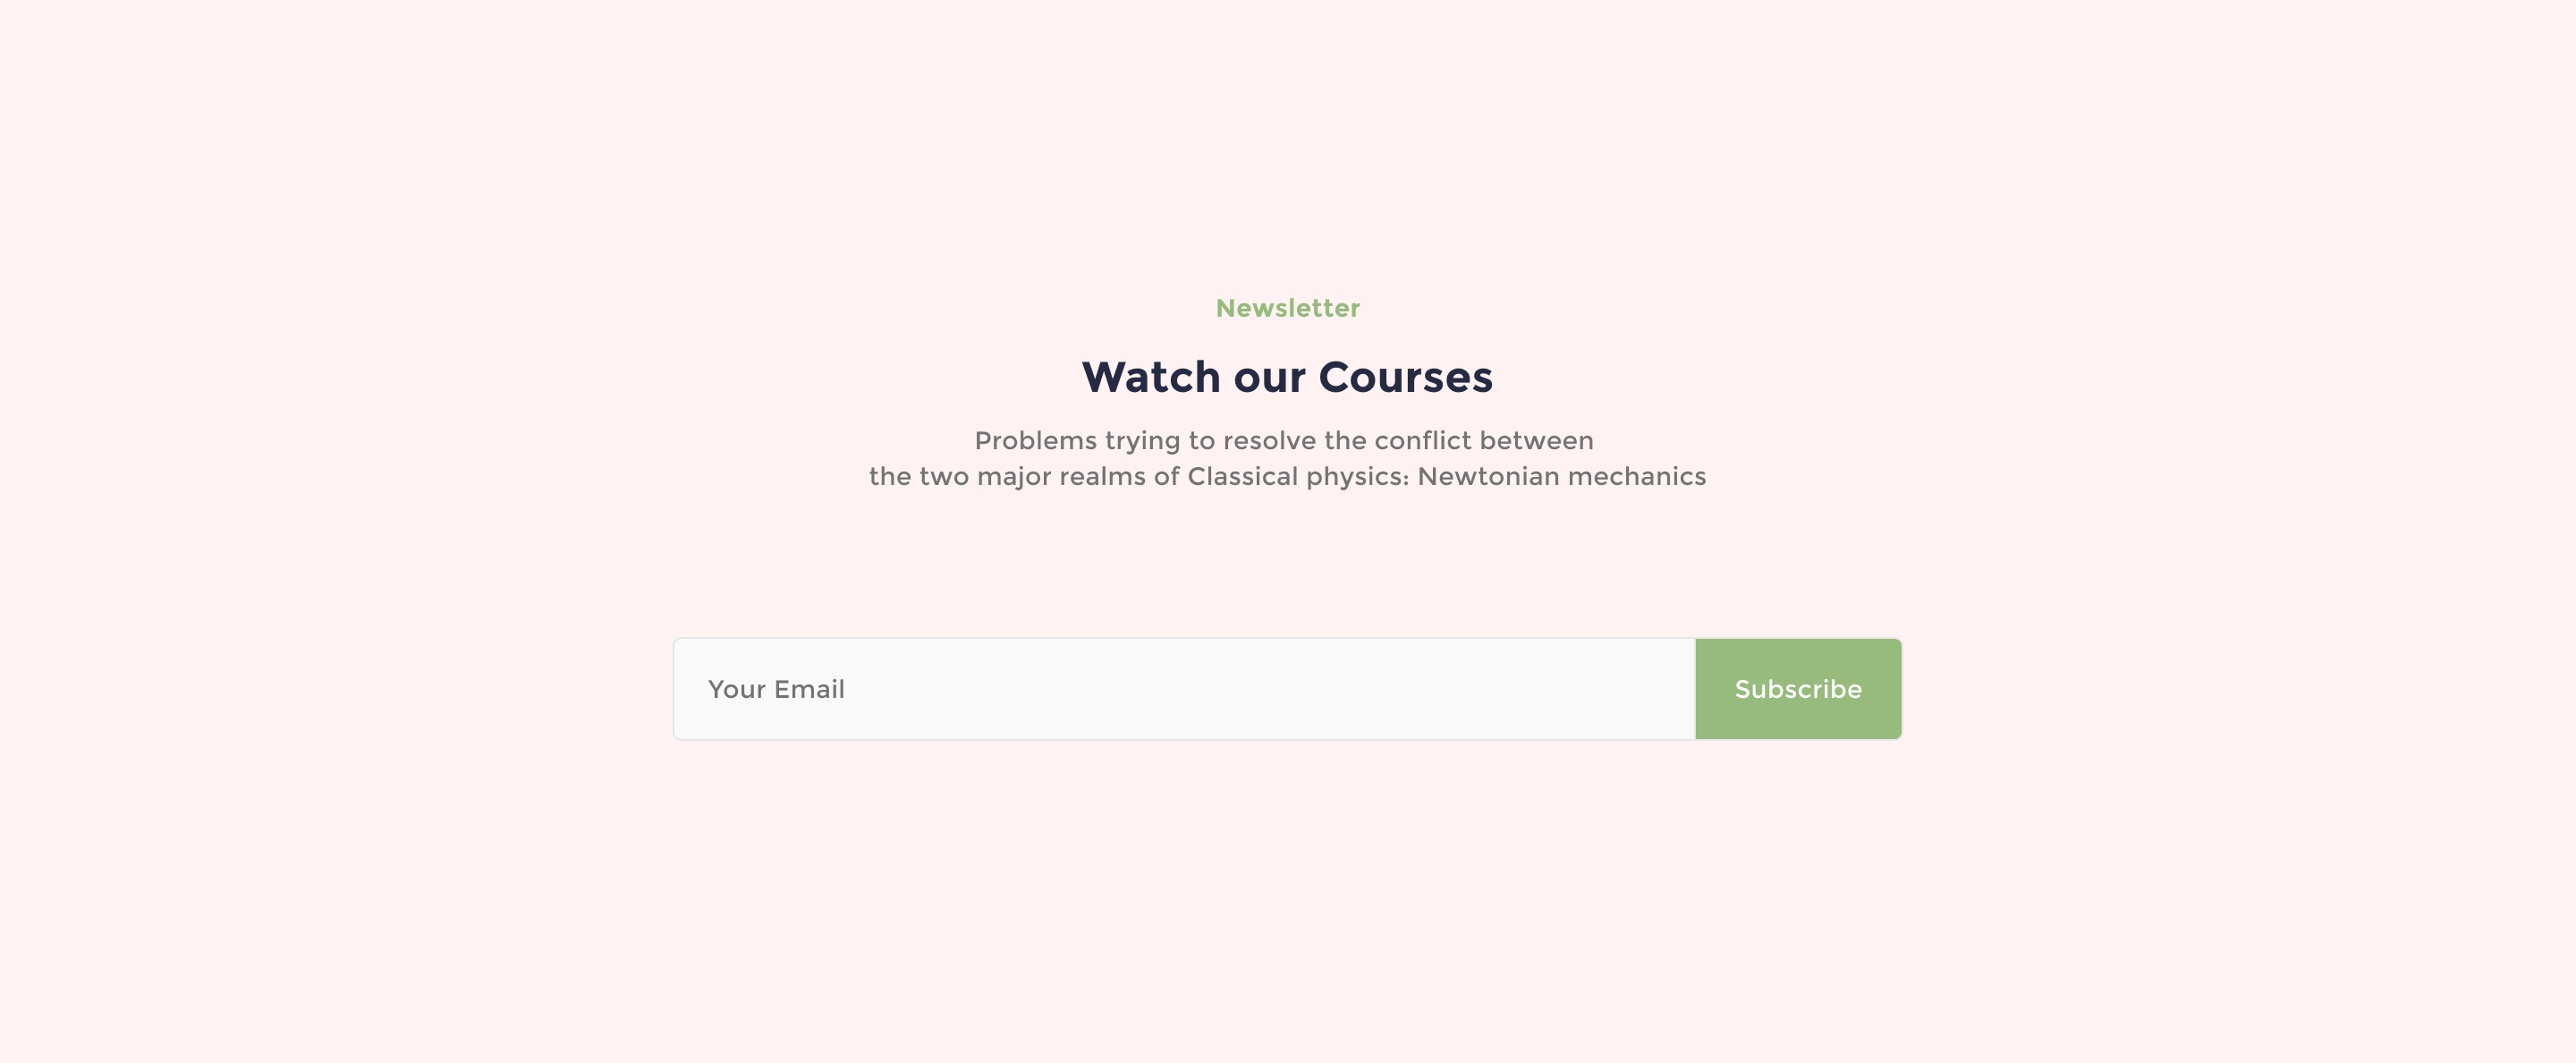 Newsletter
Watch our Courses
Problems trying to resolve the conflict between
the two major realms of Classical physics: Newtonian mechanics
Your Email
Subscribe